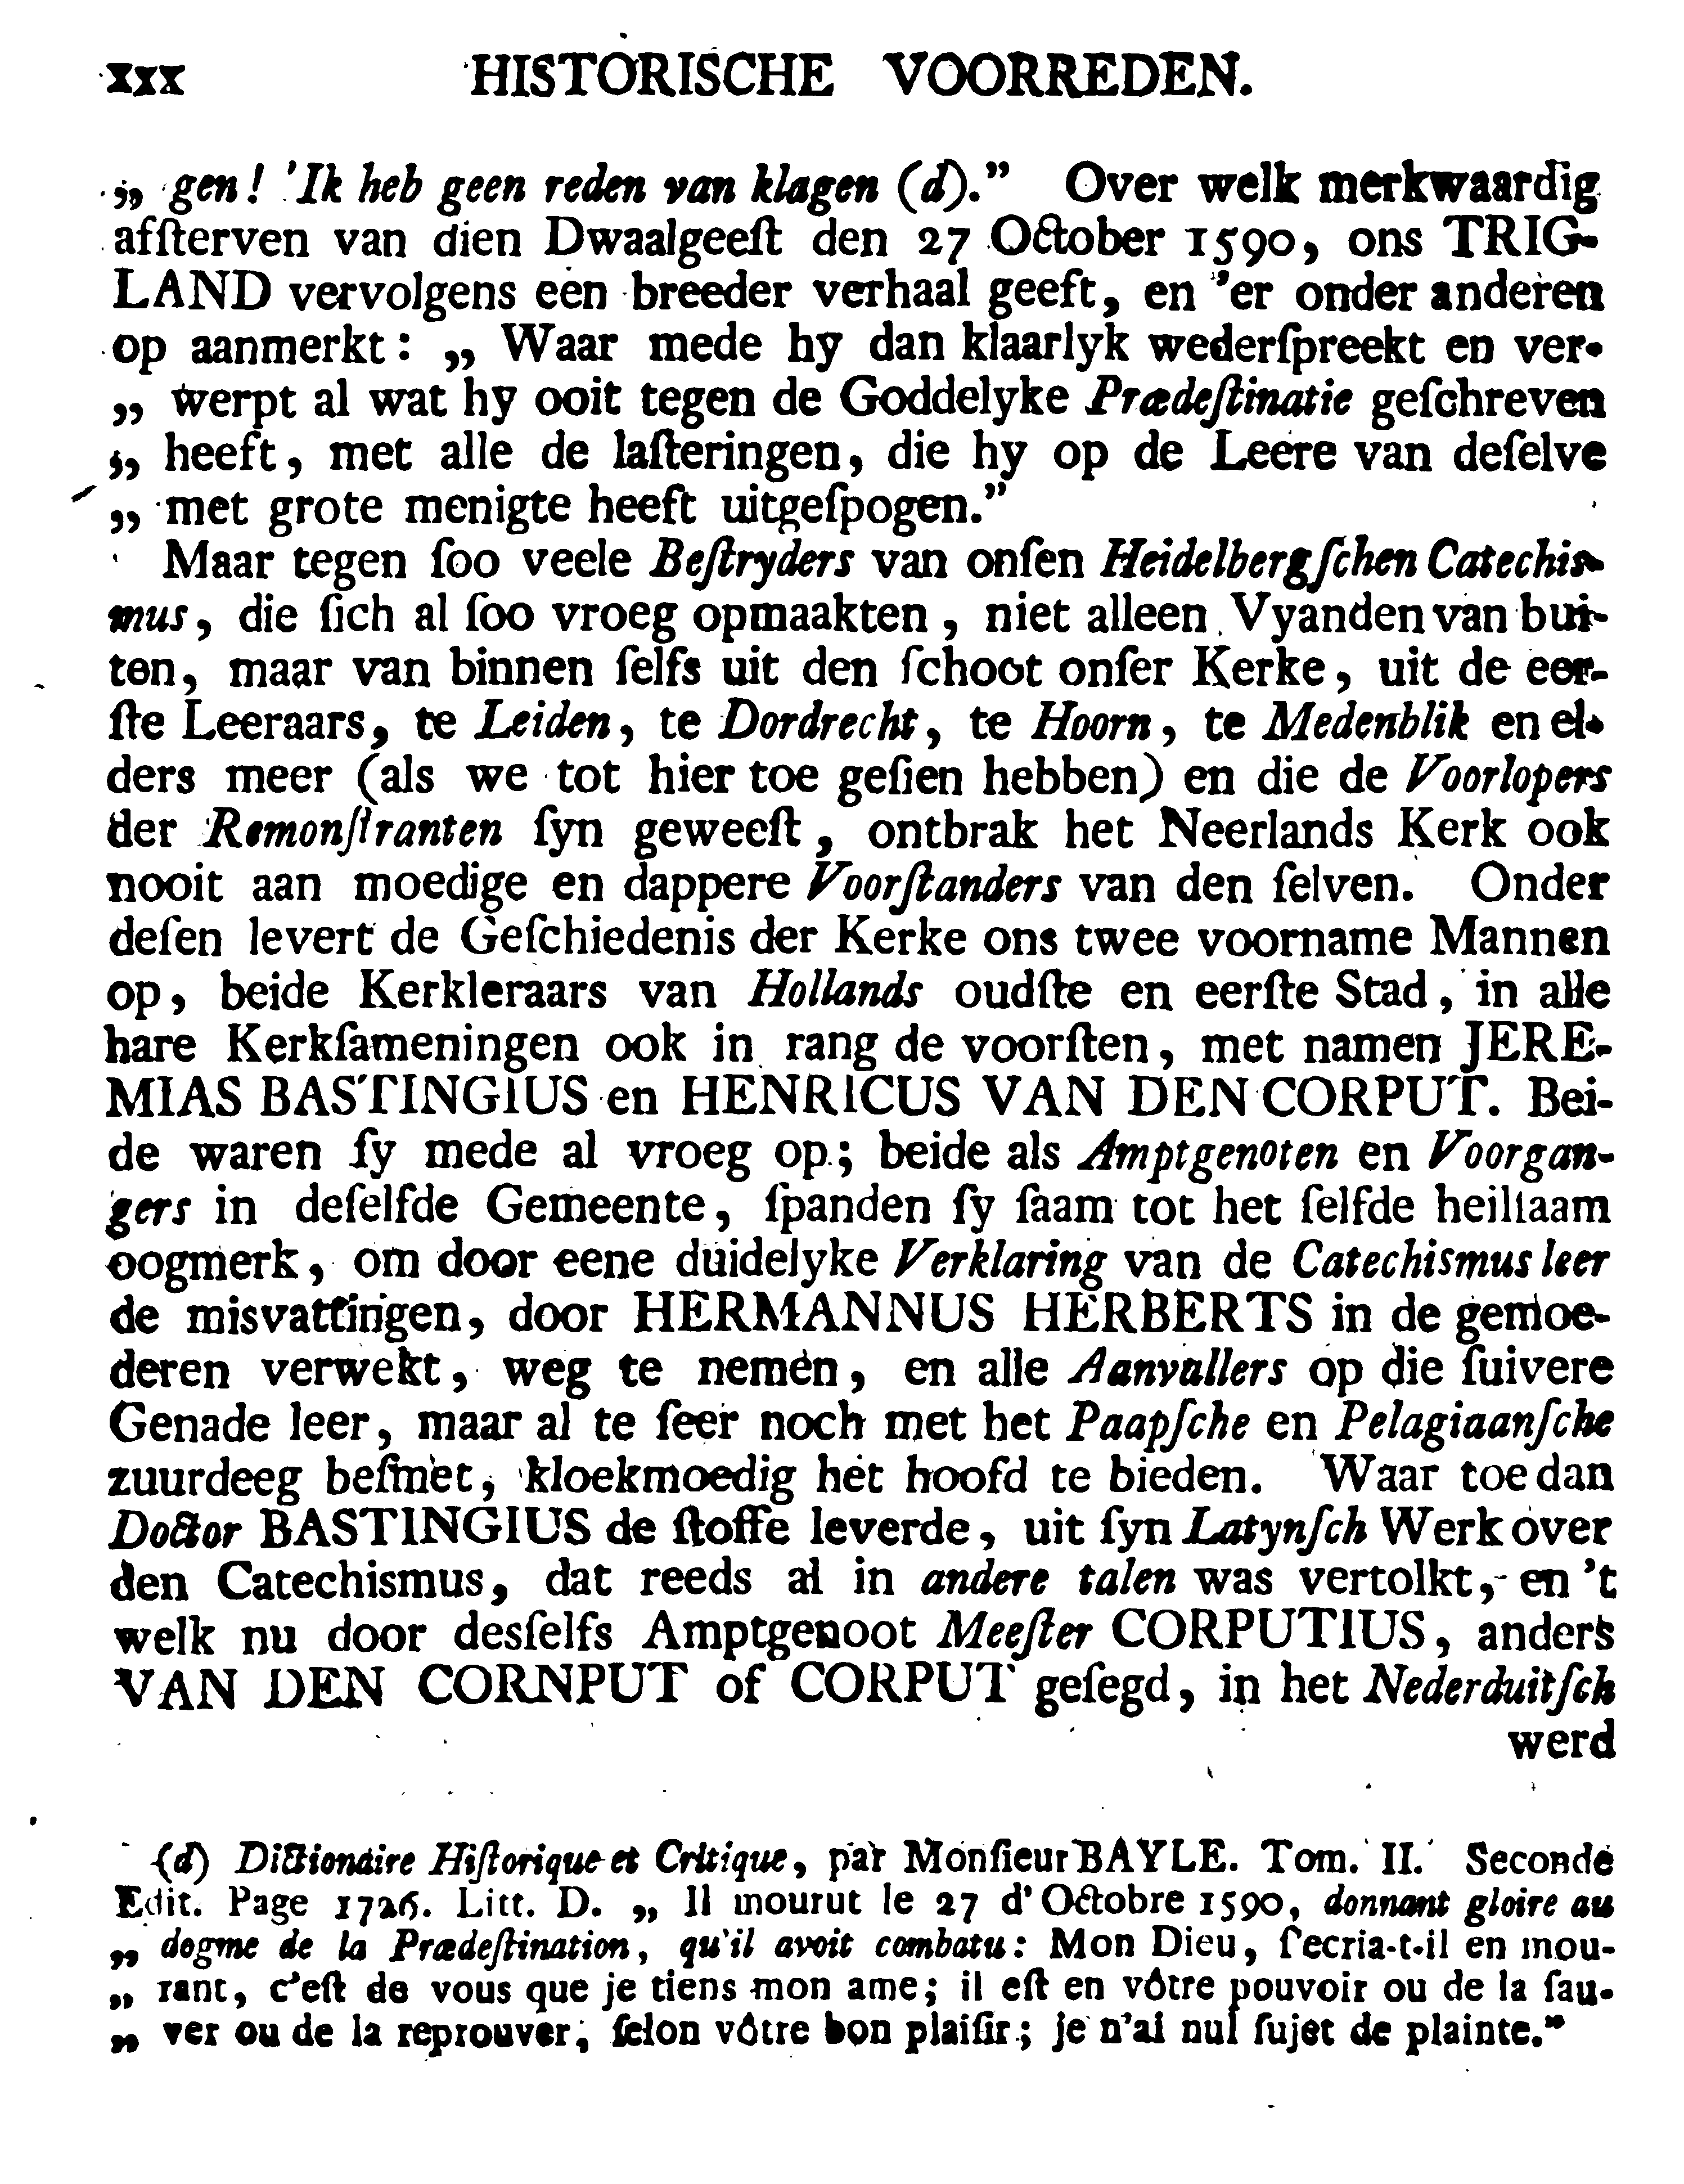 xxx HISTORISCHE VOORREDEN.
„ gen! 'Ik heb geen reden van klagen (d).” Over welk merkwaardig
afſterven van dien Dwaalgeeſt den 27 October 1590, ons TRIG-
LAND vervolgens een breeder verhaal geeft, en 'er onder anderen
op aanmerkt: „ Waar mede hy dan klaarlyk wederſpreekt en ver-
„ werpt al wat hy ooit tegen de Goddelyke Prædeſtinatie geſchreven
„ heeft, met alle de laſteringen, die hy op de Leere van deſelve
„ met grote menigte heeft uitgeſpogen.”
Maar tegen ſoo veele Beſtryders van onſen Heidelbergſchen Catechis-
mus, die ſich al ſoo vroeg opmaakten, niet alleen Vyanden van bui-
ten, maar van binnen ſelfs uit den ſchoot onſer Kerke, uit de eer-
ſte Leeraars, te Leiden, te Dordrecht, te Hoorn, te Medenblik en el-
ders meer (als we tot hier toe geſien hebben) en die de Voorlopers
der Remonſtranten ſyn geweeſt, ontbrak het Neerlands Kerk ook
nooit aan moedige en dappere Voorſtanders van den ſelven. Onder
deſen levert de Geſchiedenis der Kerke ons twee voorname Mannen
op, beide Kerkleraars van Hollands oudſte en eerſte Stad, in alle
hare Kerkſameningen ook in rang de voorſten, met namen JERE-
MIAS BASTINGIUS en HENRICUS VAN DEN CORPUT. Bei-
de waren ſy mede al vroeg op; beide als Amptgenoten en Voorgan-
gers in deſelfde Gemeente, ſpanden ſy ſaam tot het ſelfde heilſaam
oogmerk, om door eene duidelyke Verklaring van de Catechismus leer
de misvattingen, door HERMANNUS HERBERTS in de gemoe-
deren verwekt, weg te nemen, en alle Aanvallers op die ſuivere
Genade leer, maar al te ſeer noch met het Paapſche en Pelagiaanſche
zuurdeeg beſmet, kloekmoedig het hoofd te bieden. Waar toe dan
Doctor BASTINGIUS de ſtoffe leverde, uit ſyn Latynſch Werk over
den Catechismus, dat reeds al in andere talen was vertolkt, en 't
welk nu door desſelfs Amptgenoot Meeſter CORPUTIUS, anders
VAN DEN CORNPUT of CORPUT geſegd, in het Nederduitſch
werd
(d) Dictionaire Hiſtorique et Critique, par Monſieur BAYLE. Tom. II. Seconde
Edit. Page 1726. Litt. D. „ Il mourut le 27 d'Octobre 1590, donnant gloire au
„ dogme de la Prædeſtination, qu'il avoit combatu: Mon Dieu, ſ'ecria-t-il en mou-
„ rant, c'eſt de vous que je tiens mon ame; il eſt en vôtre pouvoir ou de la ſau-
„ ver ou de la reprouver, ſelon vôtre bon plaiſir; je n'ai nul ſujet de plainte.”